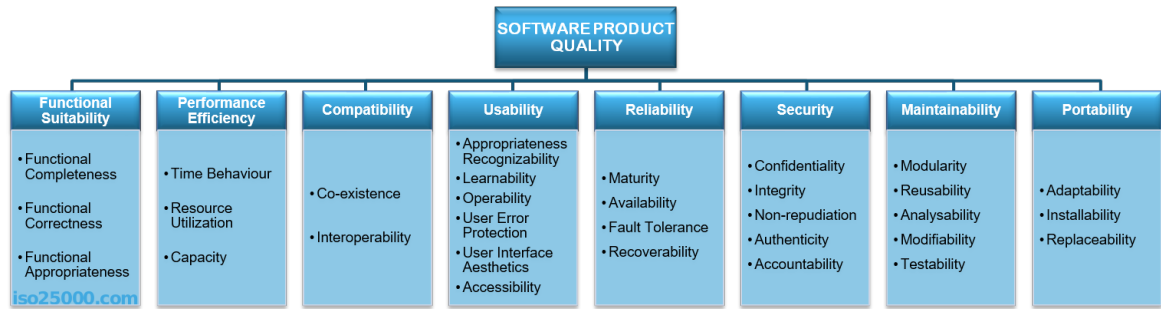 SOFTWARE PRODUCT
QUALITY
Functional
Suitability
• Functional
Completeness
• Functional
Correctness
• Functional
Appropriateness
iso25000.com
Performance
Efficiency
• Time Behaviour
• Resource
Utilization
• Capacity
Compatibility
• Co-existence
• Interoperability
Usability
• Appropriateness
Recognizability
• Learnability
• Operability
• User Error
Protection
• User Interface
Aesthetics
• Accessibility
Reliability
• Maturity
• Availability
• Fault Tolerance
• Recoverability
Security
• Confidentiality
• Integrity
• Non-repudiation
• Authenticity
• Accountability
Maintainability
• Modularity
• Reusability
• Analysability
• Modifiability
• Testability
Portability
• Adaptability
• Installability
• Replaceability